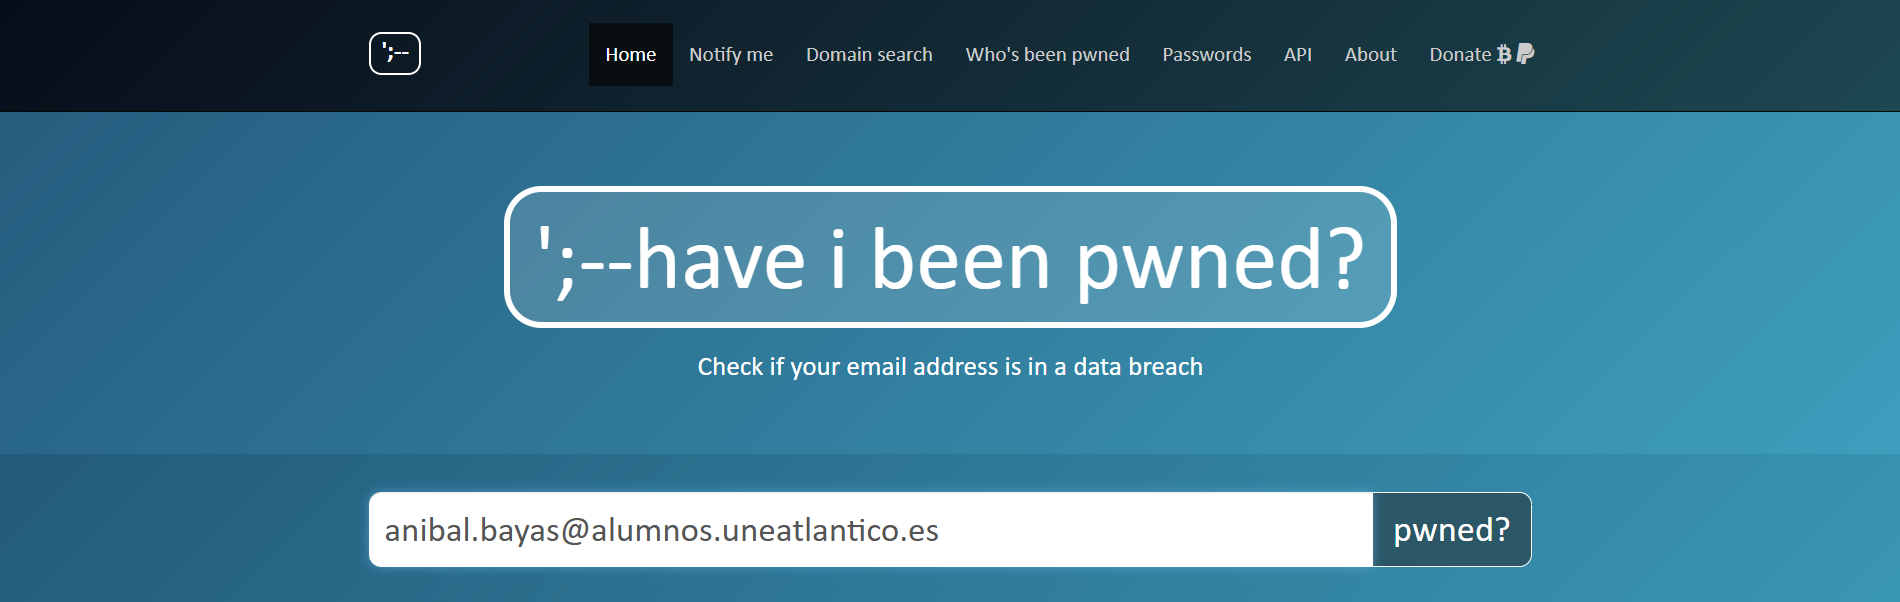 ';--
Home Notify me Domain search Who's been pwned Passwords API About Donate
';--have i been pwned?
Check if your email address is in a data breach
anibal.bayas@alumnos.uneatlantico.es pwned?